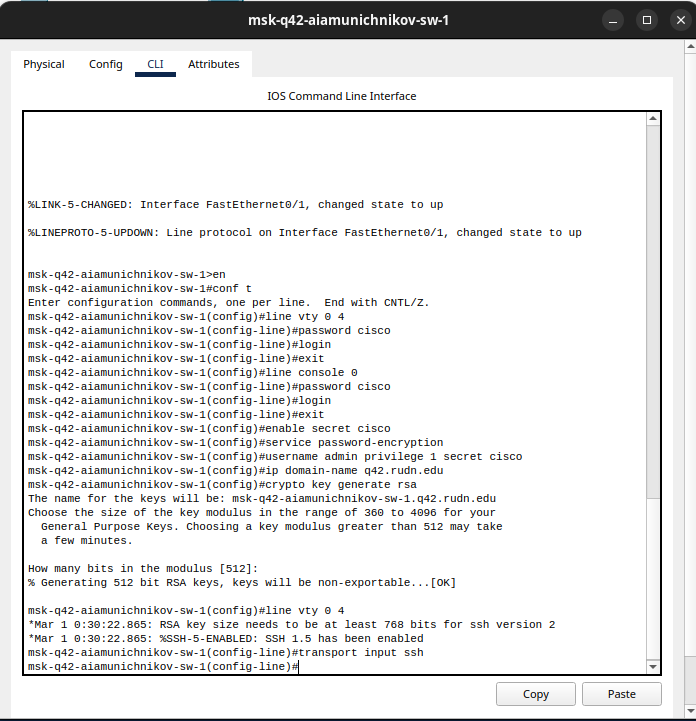 msk-q42-aiamunichnikov-sw-1
Physical Config CLI Attributes
IOS Command Line Interface
%LINK-5-CHANGED: Interface FastEthernet0/1, changed state to up
%LINEPROTO-5-UPDOWN: Line protocol on Interface FastEthernet0/1, changed state to up
msk-q42-aiamunichnikov-sw-1>en
msk-q42-aiamunichnikov-sw-1#conf t
Enter configuration commands, one per line.  End with CNTL/Z.
msk-q42-aiamunichnikov-sw-1(config)#line vty 0 4
msk-q42-aiamunichnikov-sw-1(config-line)#password cisco
msk-q42-aiamunichnikov-sw-1(config-line)#login
msk-q42-aiamunichnikov-sw-1(config-line)#exit
msk-q42-aiamunichnikov-sw-1(config)#line console 0
msk-q42-aiamunichnikov-sw-1(config-line)#password cisco
msk-q42-aiamunichnikov-sw-1(config-line)#login
msk-q42-aiamunichnikov-sw-1(config-line)#exit
msk-q42-aiamunichnikov-sw-1(config)#enable secret cisco
msk-q42-aiamunichnikov-sw-1(config)#service password-encryption
msk-q42-aiamunichnikov-sw-1(config)#username admin privilege 1 secret cisco
msk-q42-aiamunichnikov-sw-1(config)#ip domain-name q42.rudn.edu
msk-q42-aiamunichnikov-sw-1(config)#crypto key generate rsa
The name for the keys will be: msk-q42-aiamunichnikov-sw-1.q42.rudn.edu
Choose the size of the key modulus in the range of 360 to 4096 for your
  General Purpose Keys. Choosing a key modulus greater than 512 may take
  a few minutes.
How many bits in the modulus [512]:
% Generating 512 bit RSA keys, keys will be non-exportable...[OK]
msk-q42-aiamunichnikov-sw-1(config)#line vty 0 4
*Mar 1 0:30:22.865: RSA key size needs to be at least 768 bits for ssh version 2
*Mar 1 0:30:22.865: %SSH-5-ENABLED: SSH 1.5 has been enabled
msk-q42-aiamunichnikov-sw-1(config-line)#transport input ssh
msk-q42-aiamunichnikov-sw-1(config-line)#
Copy Paste